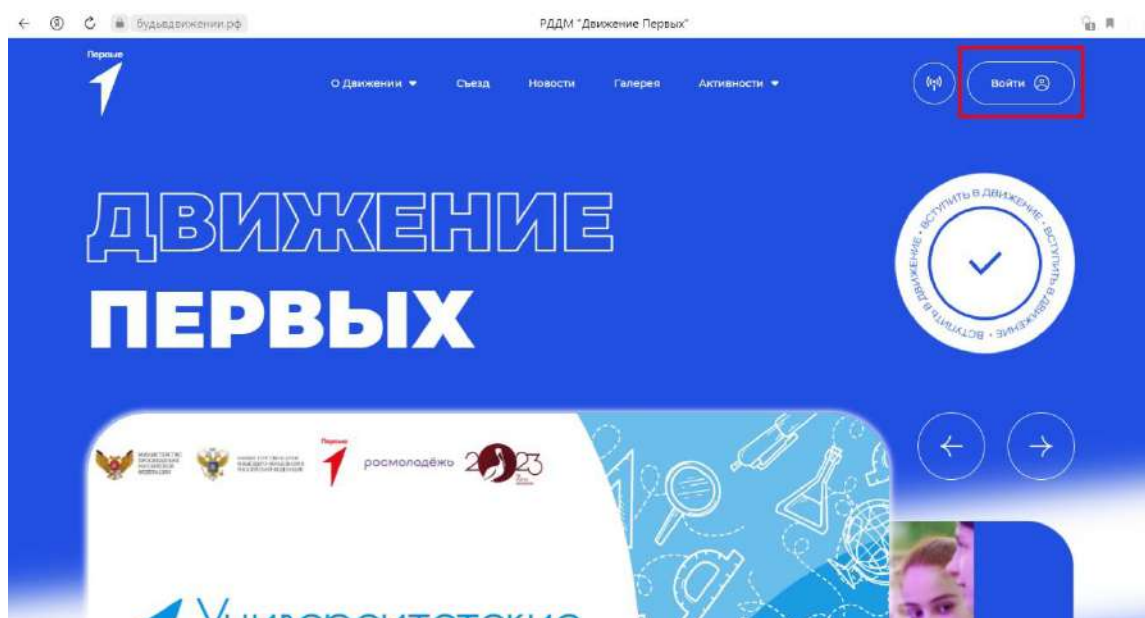 будьвдвижении.рф
РДДМ "Движение Первых"
Первые
О Движении
Съезд
Новости
Галерея
Активности
Войти
ДВИЖЕНИЕ
ПЕРВЫХ
ВСТУПИТЬ В ДВИЖЕНИЕ • ВСТУПИТЬ В ДВИЖЕНИЕ • ВСТУПИТЬ В ДВИЖЕНИЕ •
Первые
росмолодёжь
2023
Университетские